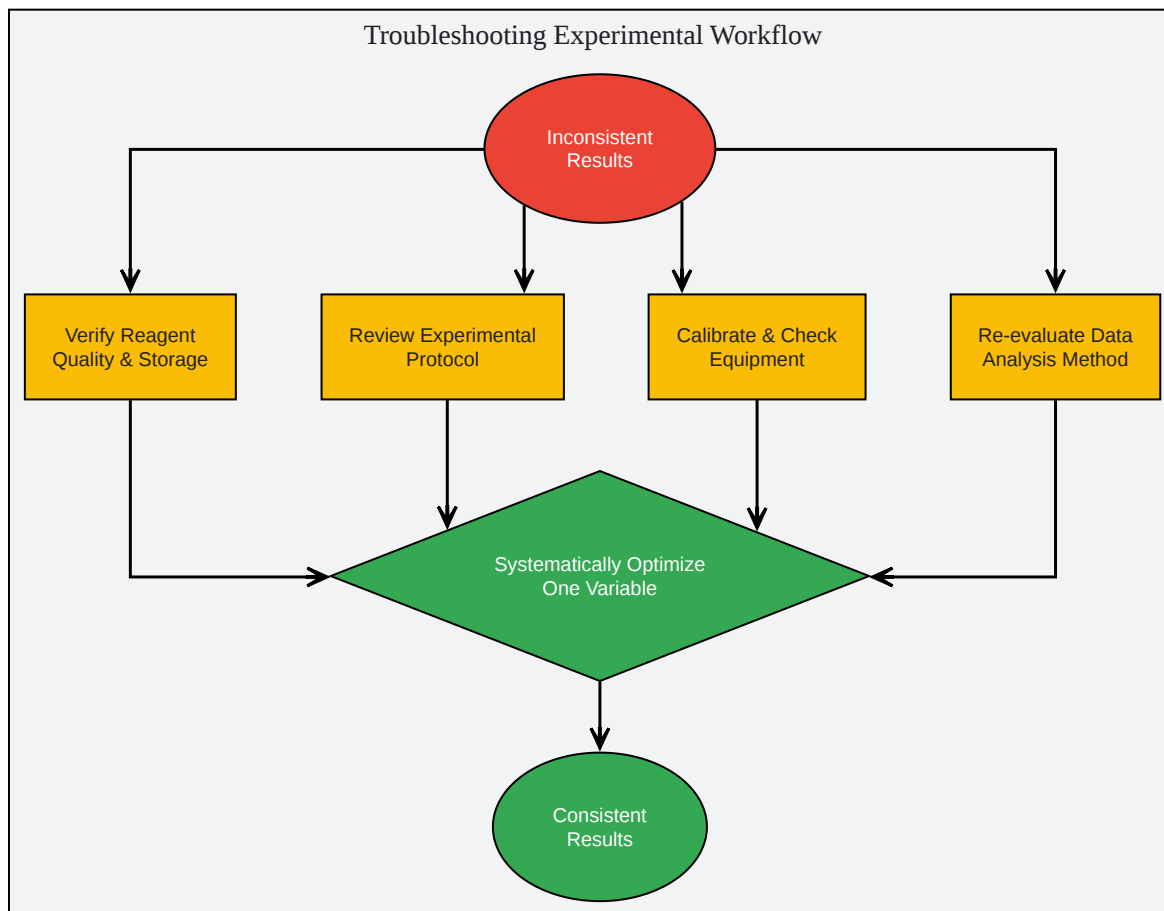 Troubleshooting Experimental Workflow
Inconsistent
Results
Verify Reagent
Quality & Storage
Review Experimental
Protocol
Calibrate & Check
Equipment
Re-evaluate Data
Analysis Method
Systematically Optimize
One Variable
Consistent
Results